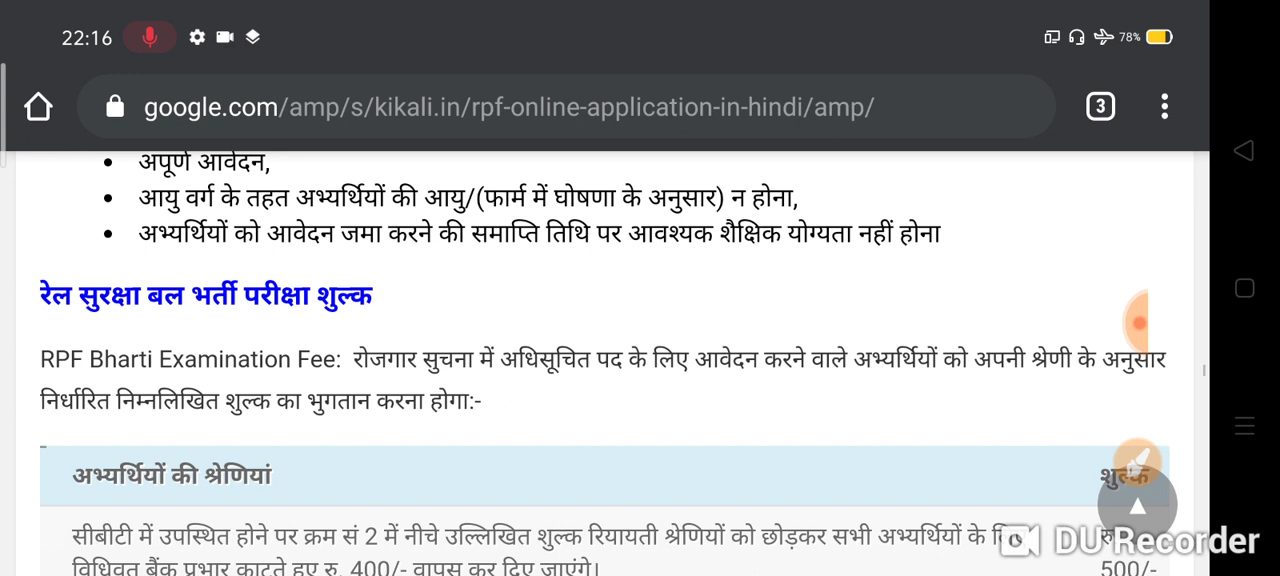 22:16
78%
google.com/amp/s/kikali.in/rpf-online-application-in-hindi/amp/
3
अपूर्ण आवेदन,
आयु वर्ग के तहत अभ्यर्थियों की आयु/(फार्म में घोषणा के अनुसार) न होना,
अभ्यर्थियों को आवेदन जमा करने की समाप्ति तिथि पर आवश्यक शैक्षिक योग्यता नहीं होना
रेल सुरक्षा बल भर्ती परीक्षा शुल्क
RPF Bharti Examination Fee: रोजगार सुचना में अधिसूचित पद के लिए आवेदन करने वाले अभ्यर्थियों को अपनी श्रेणी के अनुसार
निर्धारित निम्नलिखित शुल्क का भुगतान करना होगा:-
अभ्यर्थियों की श्रेणियां शुल्क
सीबीटी में उपस्थित होने पर क्रम सं 2 में नीचे उल्लिखित शुल्क रियायती श्रेणियों को छोड़कर सभी अभ्यर्थियों के
विधिवत बैंक प्रभार काटते हुए रु. 400/- वापस कर दिए जाएंगे। 500/-
DU Recorder